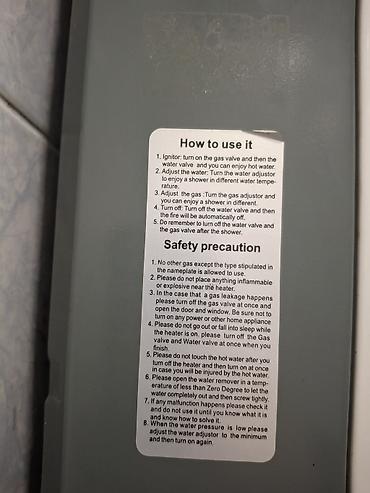 How to use it
1. Ignitor: turn on the gas valve and then the
water valve and you can enjoy hot water.
2. Adjust the water: Turn the water adjustor
to enjoy a shower in different water tempe-
rature.
3. Adjust the gas :Turn the gas adjustor and
you can enjoy a shower in different.
4. Turn off: Turn off the water valve and then
the fire will be automatically off.
5. Do remember to turn off the water valve and
the gas valve after the shower.
Safety precaution
1. No other gas except the type stipulated in
the nameplate is allowed to use.
2. Please do not place anything inflammable
or explosive near the heater.
3. In the case that a gas leakage happens
please turn off the gas valve at once and
open the door and window. Be sure not to
turn on any power or other home appliance
4. Please do not go out or fall into sleep while
the heater is on. please turn off the Gas
valve and Water valve at once when you
finish.
5. Please do not touch the hot water after you
turn off the heater and then turn on at once
in case you will be injured by the hot water.
6. Please open the water remover in a temp-
erature of less than Zero Degree to let the
water completely out and then screw tightly.
7. If any malfunction happens please check it
and do not use it until you know what it is
and know how to solve it.
8. When the water pressure is low please
adjust the water adjustor to the minimum
and then turn on again.